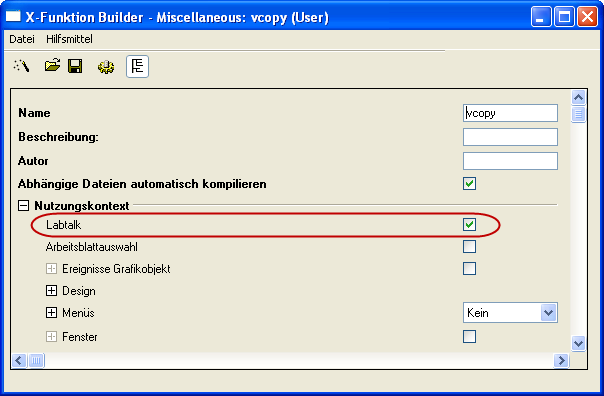 X-Funktion Builder - Miscellaneous: vcopy (User)
Datei Hilfsmittel
Name vcopy
Beschreibung:
Autor
Abhängige Dateien automatisch kompilieren
Nutzungskontext
Labtalk
Arbeitsblattauswahl
Ereignisse Grafikobjekt
Design
Menüs Kein
Fenster